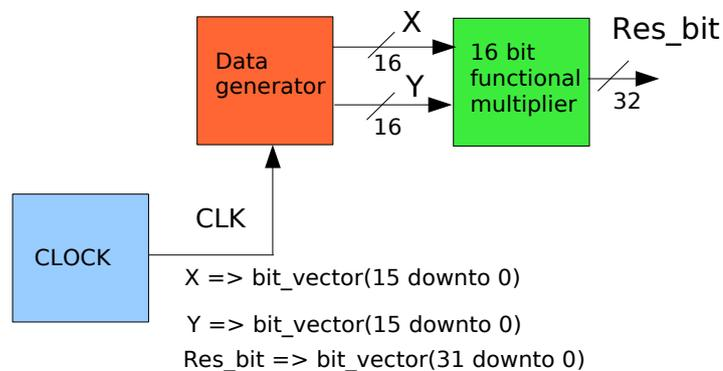 X
Res_bit
Data
generator
16
16 bit
functional
multiplier
Y
16
32
CLK
CLOCK
X => bit_vector(15 downto 0)
Y => bit_vector(15 downto 0)
Res_bit => bit_vector(31 downto 0)